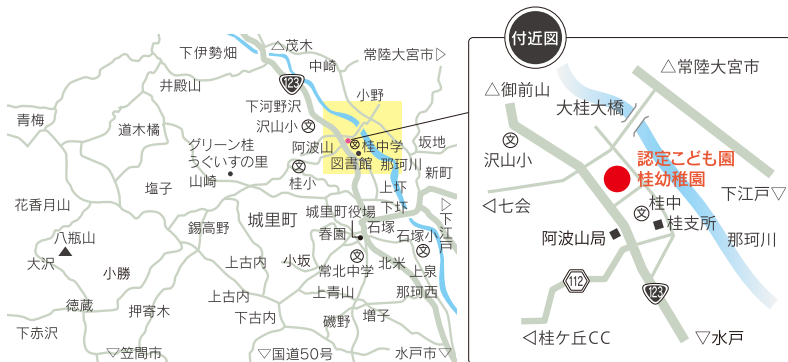 下伊勢畑
△茂木
中崎
常陸大宮市▷
井殿山
123
小野
下河野沢
青梅
道木橋
沢山小
文
グリーン桂
うぐいすの里
阿波山
文
桂中学
坂地
図書館
那珂川
山崎
文
桂小
新町
塩子
上圷
花香月山
城里町
城里町役場
下圷
▷下江戸
八瓶山
錫高野
春園
石塚
石塚小
文
大沢
小勝
上古内
小坂
文
常北中学
北米
上泉
徳蔵
押寄木
上古内
上青山
那珂西
下赤沢
下古内
磯野
増子
▽笠間市
▽国道50号
水戸市▽
付近図
△常陸大宮市
△御前山
大桂大橋
文
沢山小
認定こども園
桂幼稚園
下江戸▽
◁七会
文
桂中
桂支所
阿波山局
那珂川
112
123
◁桂ケ丘CC
▽水戸